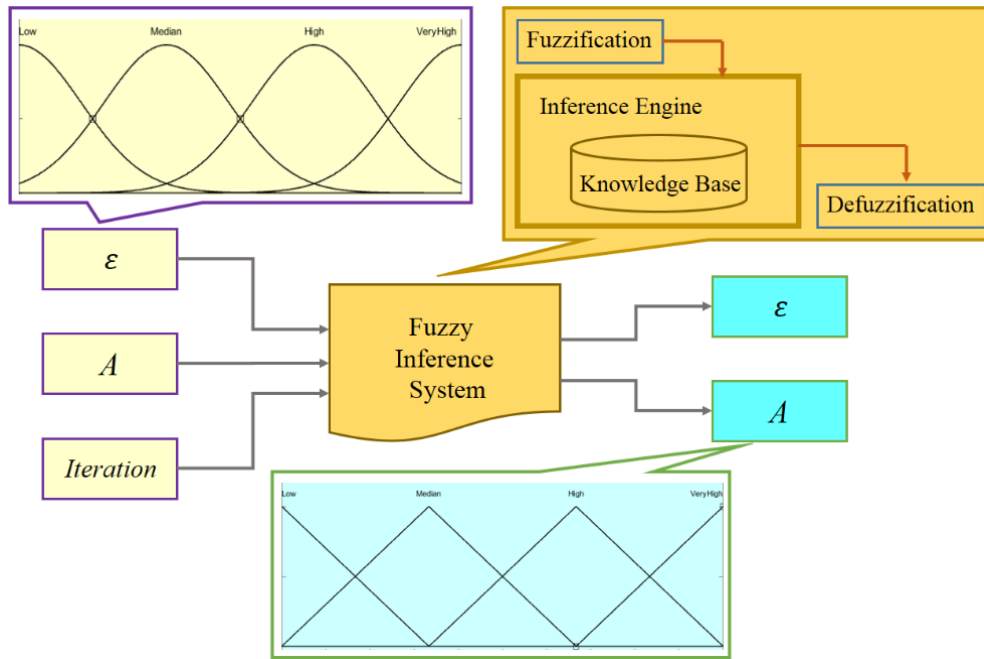 Low Median High VeryHigh
Fuzzification
Inference Engine
Knowledge Base
Defuzzification
ε
A
Iteration
Fuzzy
Inference
System
ε
A
Low Median High VeryHigh